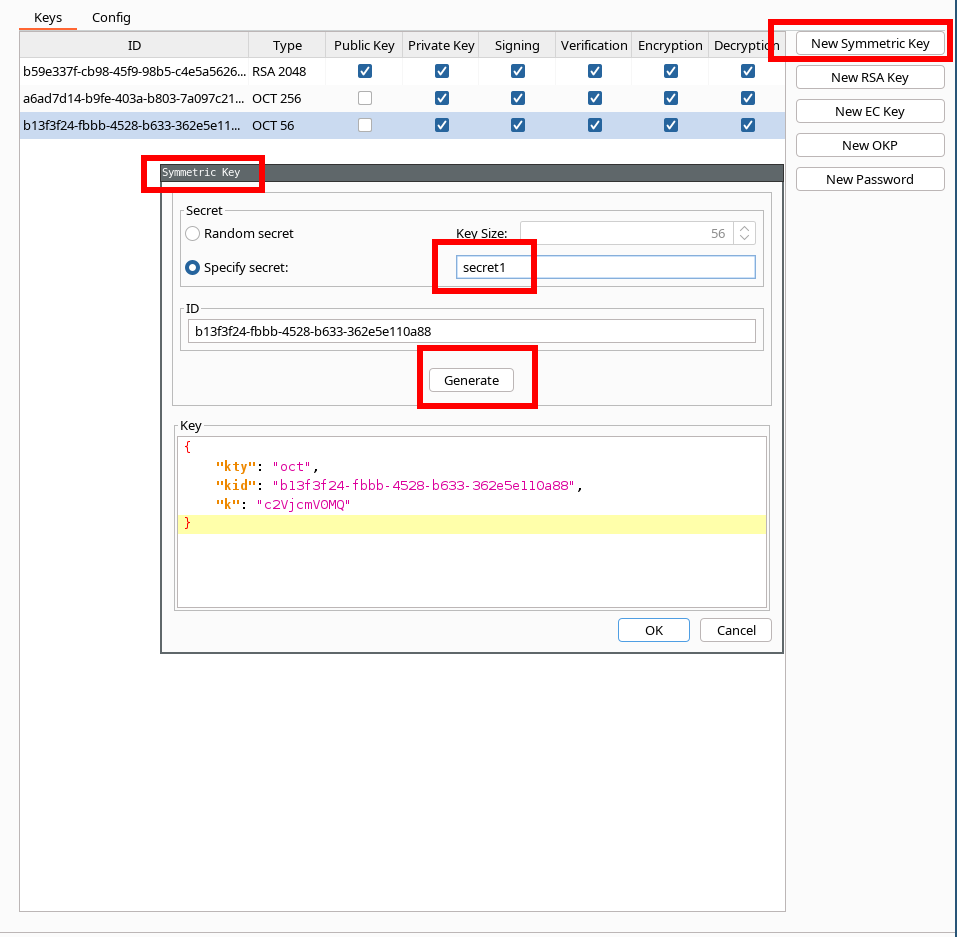 Keys Config
ID Type Public Key Private Key Signing Verification Encryption Decryption
New Symmetric Key
b59e337f-cb98-45f9-98b5-c4e5a5626... RSA 2048
New RSA Key
a6ad7d14-b9fe-403a-b803-7a097c21... OCT 256
New EC Key
b13f3f24-fbbb-4528-b633-362e5e11... OCT 56
New OKP
New Password
Symmetric Key
Secret
Random secret Key Size: 56
Specify secret: secret1
ID
b13f3f24-fbbb-4528-b633-362e5e110a88
Generate
Key
{
"kty": "oct",
"kid": "b13f3f24-fbbb-4528-b633-362e5e110a88",
"k": "c2VjcmV0MQ"
}
OK Cancel